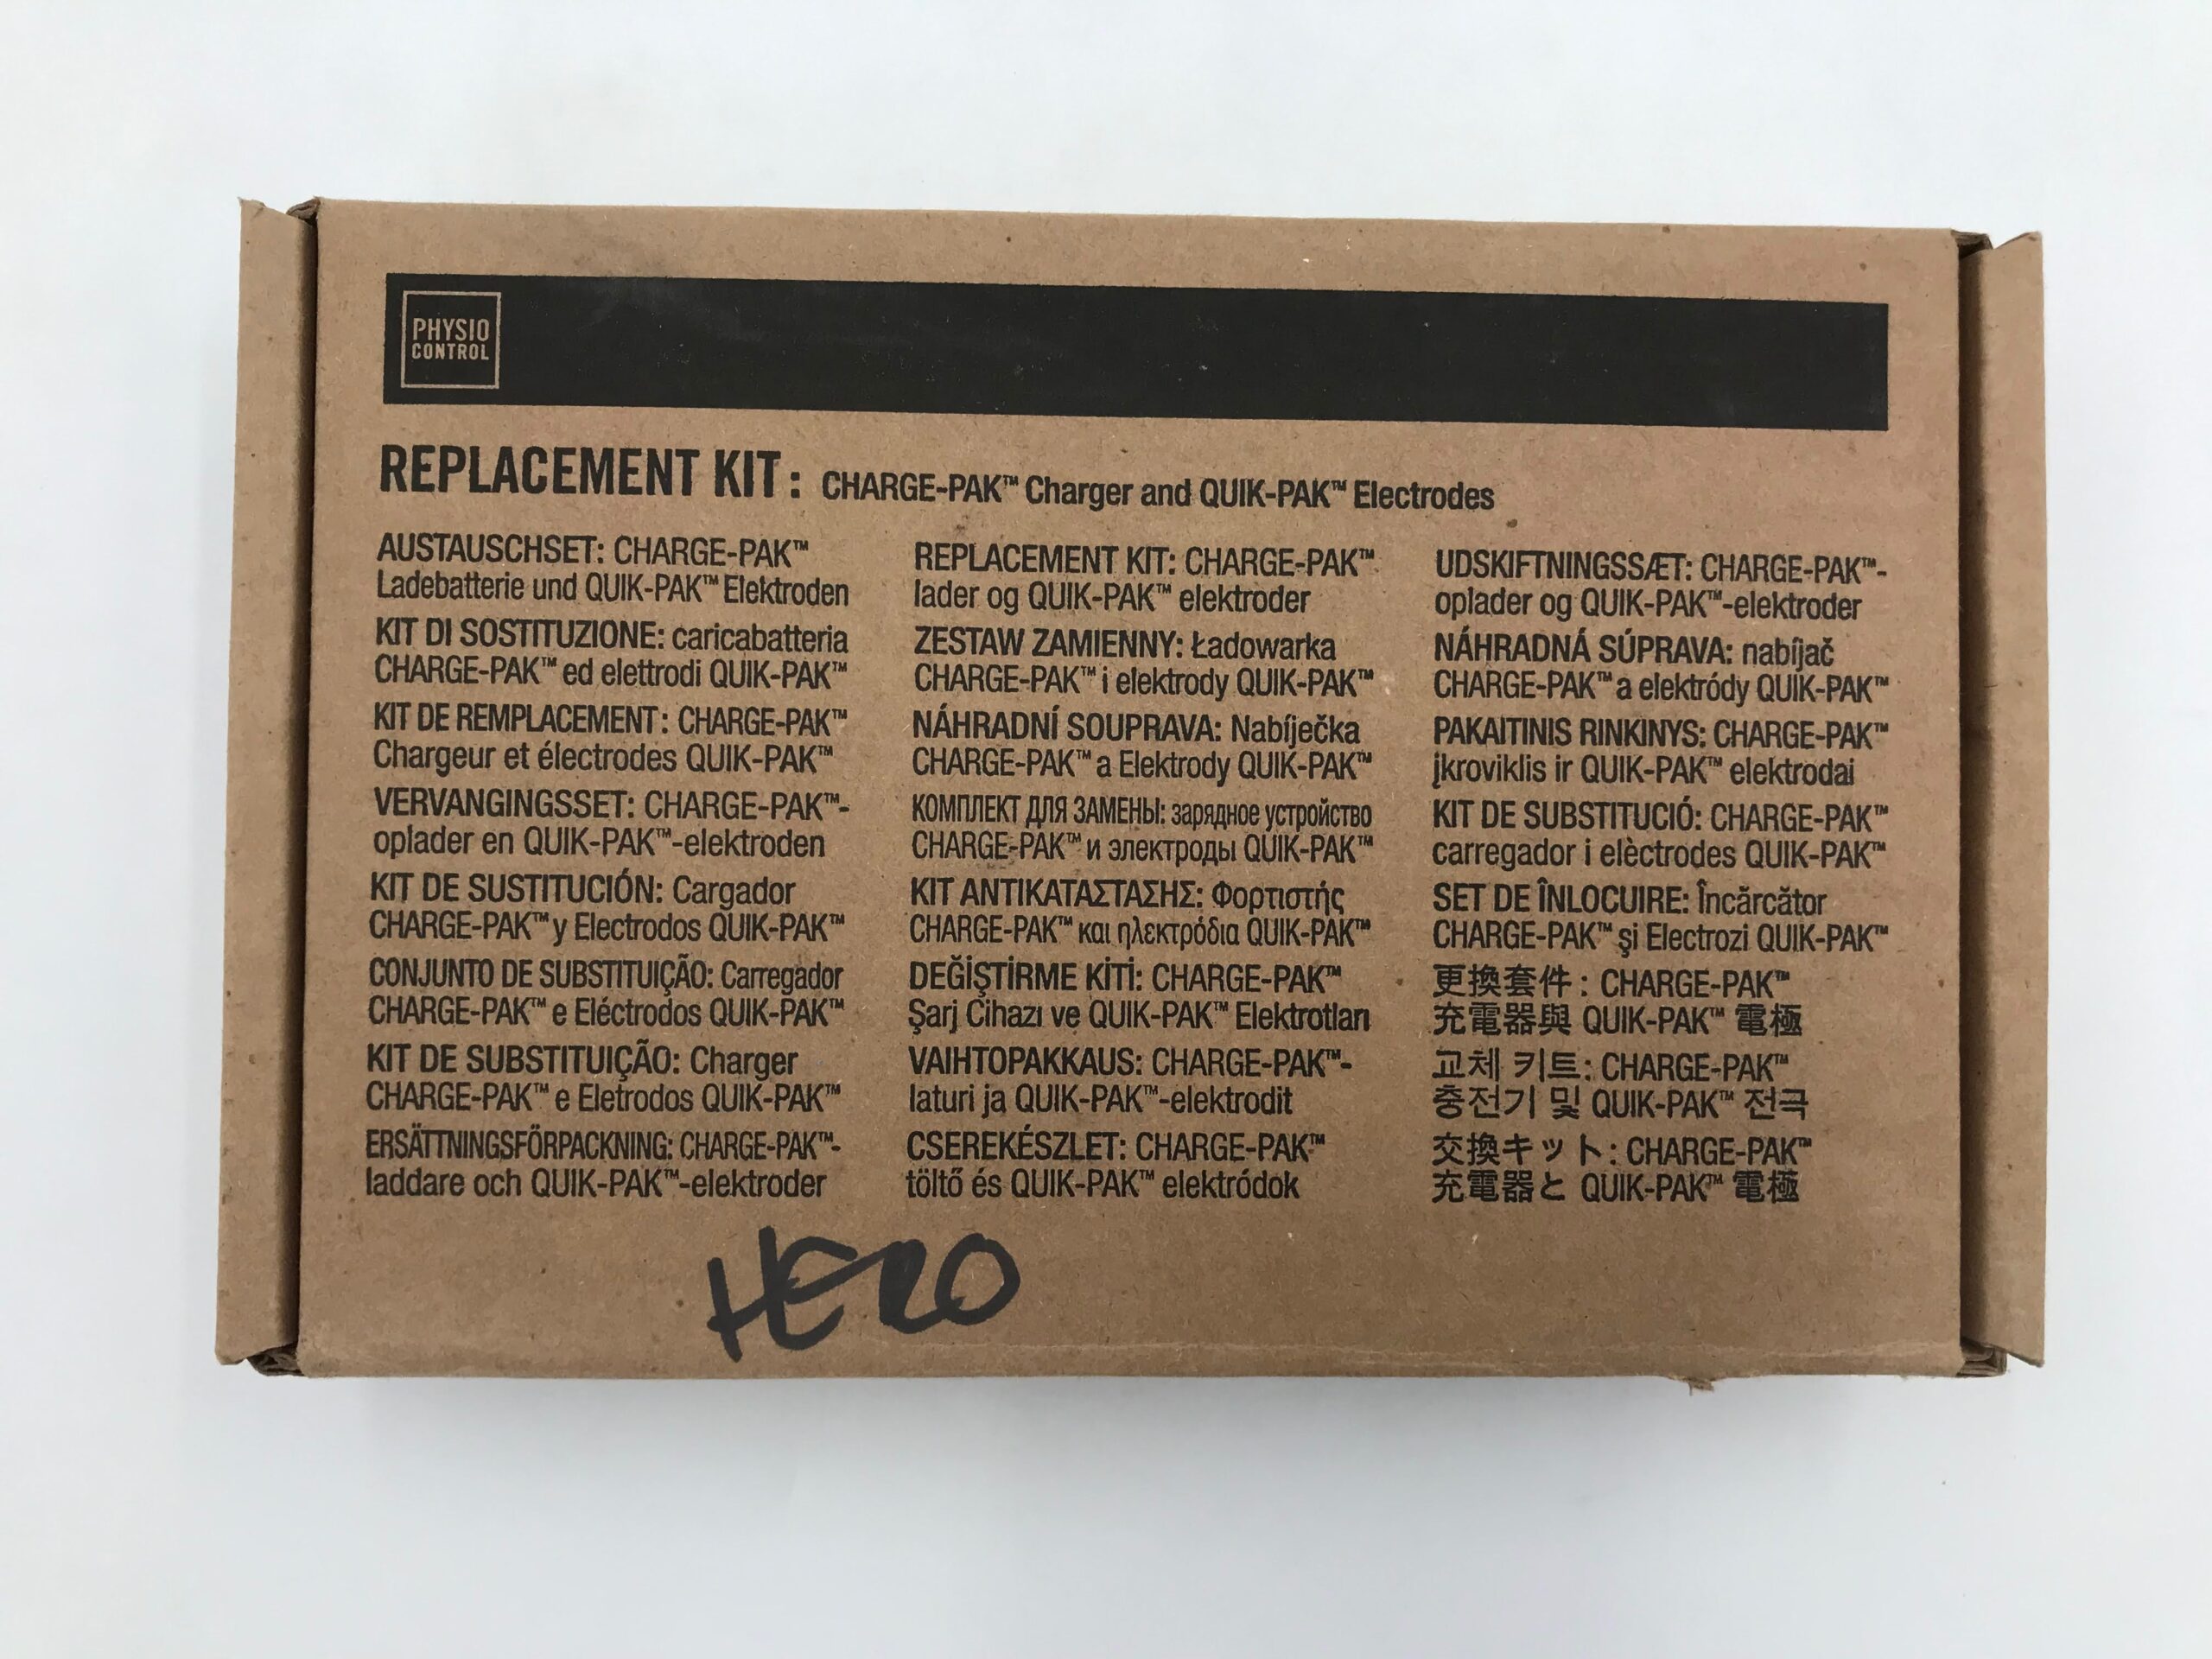 PHYSIO
CONTROL
REPLACEMENT KIT: CHARGE-PAK™ Charger and QUIK-PAK™ Electrodes
AUSTAUSCHSET: CHARGE-PAK™
Ladebatterie und QUIK-PAK™ Elektroden
KIT DI SOSTITUZIONE: caricabatteria
CHARGE-PAK™ ed elettrodi QUIK-PAK™
KIT DE REMPLACEMENT: CHARGE-PAK™
Chargeur et électrodes QUIK-PAK™
VERVANGINGSSET: CHARGE-PAK™-
oplader en QUIK-PAK™-elektroden
KIT DE SUSTITUCIÓN: Cargador
CHARGE-PAK™ y Electrodos QUIK-PAK™
CONJUNTO DE SUBSTITUIÇÃO: Carregador
CHARGE-PAK™ e Eléctrodos QUIK-PAK™
KIT DE SUBSTITUIÇÃO: Charger
CHARGE-PAK™ e Eletrodos QUIK-PAK™
ERSÄTTNINGSFÖRPACKNING: CHARGE-PAK™-
laddare och QUIK-PAK™-elektroder
REPLACEMENT KIT: CHARGE-PAK™
lader og QUIK-PAK™ elektroder
ZESTAW ZAMIENNY: Ładowarka
CHARGE-PAK™ i elektrody QUIK-PAK™
NÁHRADNÍ SOUPRAVA: Nabíječka
CHARGE-PAK™ a Elektrody QUIK-PAK™
КОМПЛЕКТ ДЛЯ ЗАМЕНЫ: зарядное устройство
CHARGE-PAK™ и электроды QUIK-PAK™
KIT ΑΝΤΙΚΑΤΑΣΤΑΣΗΣ: Φορτιστής
CHARGE-PAK™ και ηλεκτρόδια QUIK-PAK™
DEĞİŞTİRME KİTİ: CHARGE-PAK™
Şarj Cihazı ve QUIK-PAK™ Elektrotları
VAIHTOPAKKAUS: CHARGE-PAK™-
laturi ja QUIK-PAK™-elektrodit
CSEREKÉSZLET: CHARGE-PAK™
töltő és QUIK-PAK™ elektródok
UDSKIFTNINGSSÆT: CHARGE-PAK™-
oplader og QUIK-PAK™-elektroder
NÁHRADNÁ SÚPRAVA: nabíjač
CHARGE-PAK™ a elektródy QUIK-PAK™
PAKAITINIS RINKINYS: CHARGE-PAK™
įkroviklis ir QUIK-PAK™ elektrodai
KIT DE SUBSTITUCIÓ: CHARGE-PAK™
carregador i elèctrodes QUIK-PAK™
SET DE ÎNLOCUIRE: Încărcător
CHARGE-PAK™ şi Electrozi QUIK-PAK™
更換套件: CHARGE-PAK™
充電器與 QUIK-PAK™ 電極
교체 키트: CHARGE-PAK™
충전기 및 QUIK-PAK™ 전극
交換キット: CHARGE-PAK™
充電器と QUIK-PAK™ 電極
HERO